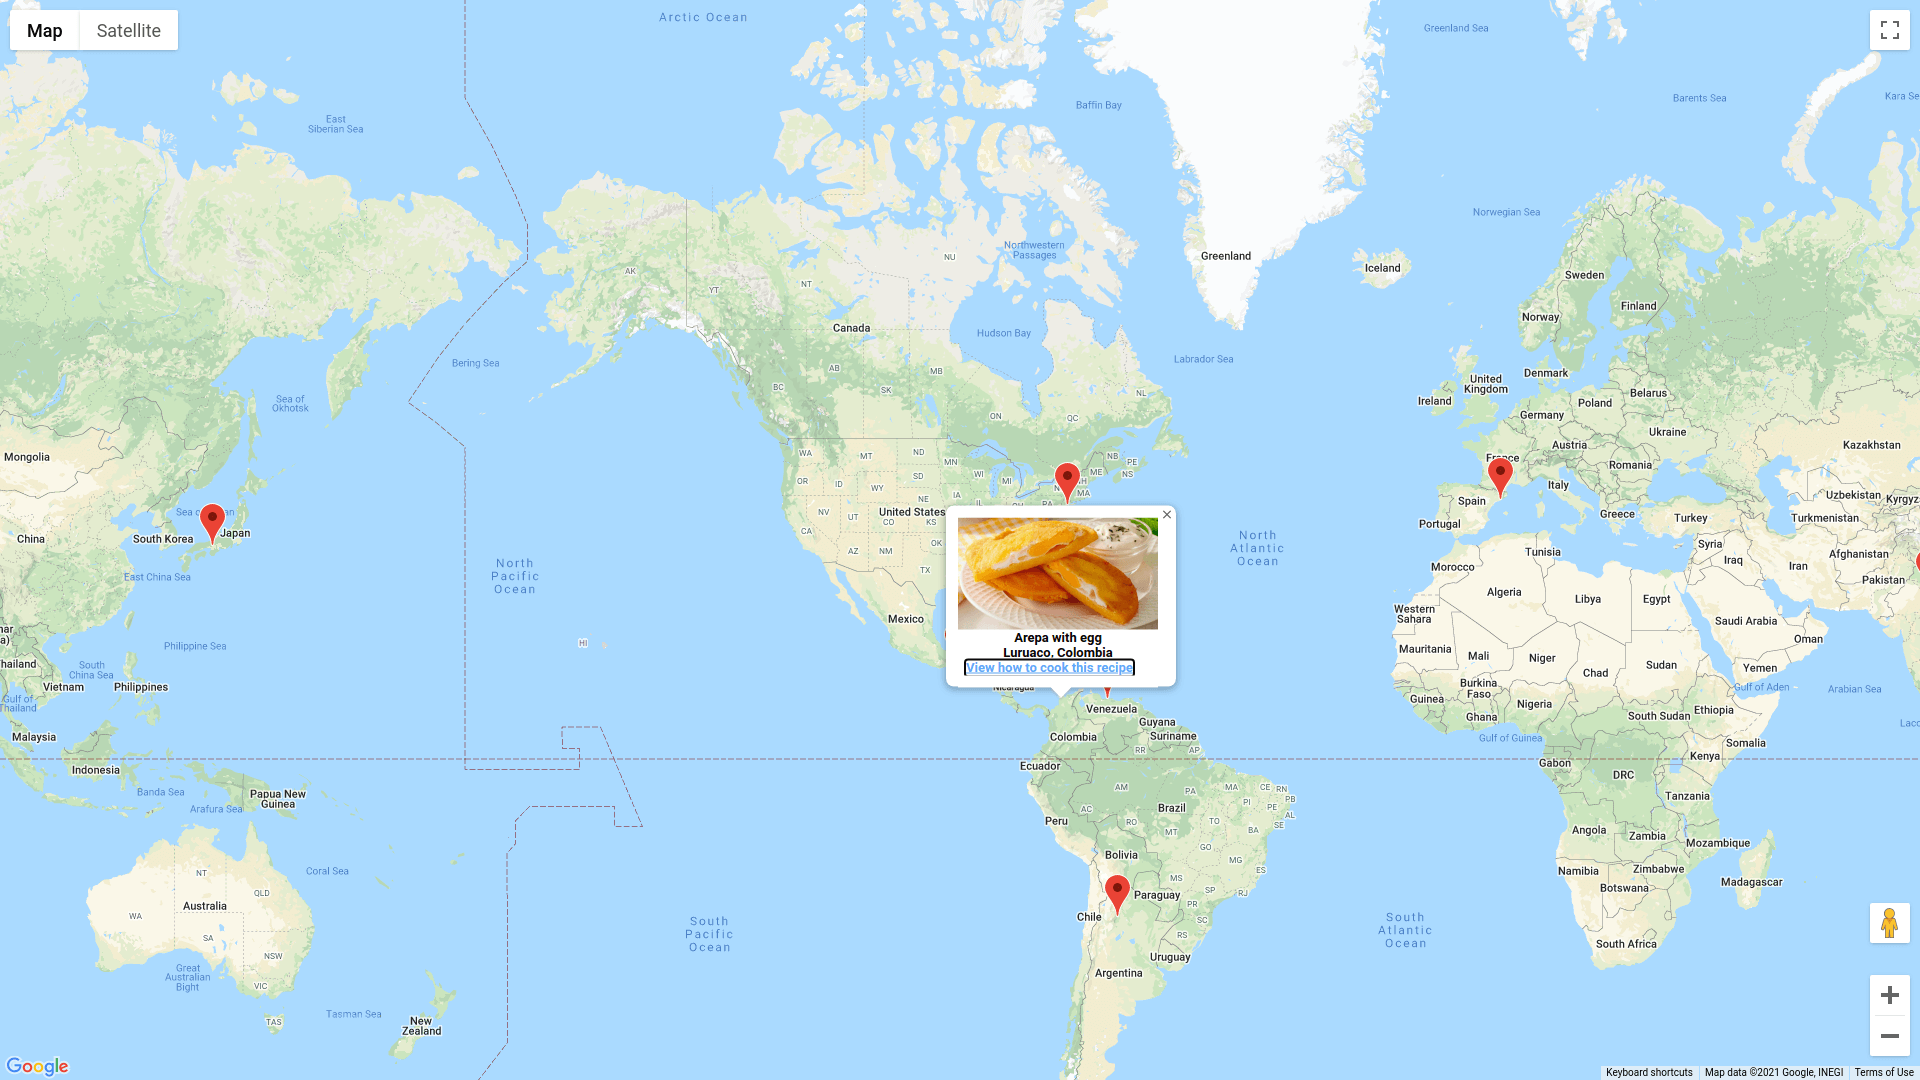 Map
Satellite
Arctic Ocean
Greenland Sea
Barents Sea
Baffin Bay
East
Siberian Sea
Norwegian Sea
Northwestern
Passages
NU
Greenland
Iceland
Sweden
AK
NT
YT
Finland
Norway
Canada
Hudson Bay
Labrador Sea
Bering Sea
AB
MB
SK
BC
Denmark
United
Kingdom
NL
Belarus
Sea of
Okhotsk
Ireland
Poland
Germany
ON
QC
Ukraine
Austria
Kazakhstan
WA
MT
ND
MN
NB
PE
Mongolia
France
Romania
ME
NS
SD
WI
MI
OR
ID
WY
Italy
MA
IA
NE
Spain
PA
Uzbekistan
NV
UT
United States
CO
KS
Greece
Turkey
Turkmenistan
Portugal
CA
Japan
South Korea
China
North
Atlantic
Ocean
OK
AZ
NM
Syria
Tunisia
Afghanistan
Iraq
Iran
Morocco
TX
North
Pacific
Ocean
East China Sea
Pakistan
Algeria
Libya
Egypt
Western
Sahara
Mexico
Saudi Arabia
Arepa with egg
Luruaco, Colombia
View how to cook this recipe
HI
Oman
Philippine Sea
Mauritania
Mali
Niger
Chad
Sudan
Yemen
South
China Sea
Vietnam
Philippines
Gulf of
Thailand
Nicaragua
Burkina
Faso
Gulf of Aden
Arabian Sea
Guinea
Nigeria
Ethiopia
Ghana
South Sudan
Venezuela
Guyana
Suriname
Colombia
Malaysia
Gulf of Guinea
Somalia
RR
AP
Kenya
Gabon
Ecuador
Indonesia
DRC
AM
PA
MA
CE
RN
Banda Sea
Papua New
Guinea
Tanzania
PI
PB
PE
AC
Brazil
Arafura Sea
AL
Peru
RO
TO
SE
BA
MT
Angola
Zambia
Mozambique
GO
Bolivia
MG
Coral Sea
NT
ES
Namibia
Zimbabwe
MS
Madagascar
SP
RJ
Botswana
QLD
Paraguay
PR
Australia
WA
Chile
SC
South
Pacific
Ocean
South
Atlantic
Ocean
SA
RS
South Africa
NSW
Uruguay
Great
Australian
Bight
Argentina
VIC
TAS
Tasman Sea
New
Zealand
Google
Keyboard shortcuts
Map data ©2021 Google, INEGI
Terms of Use